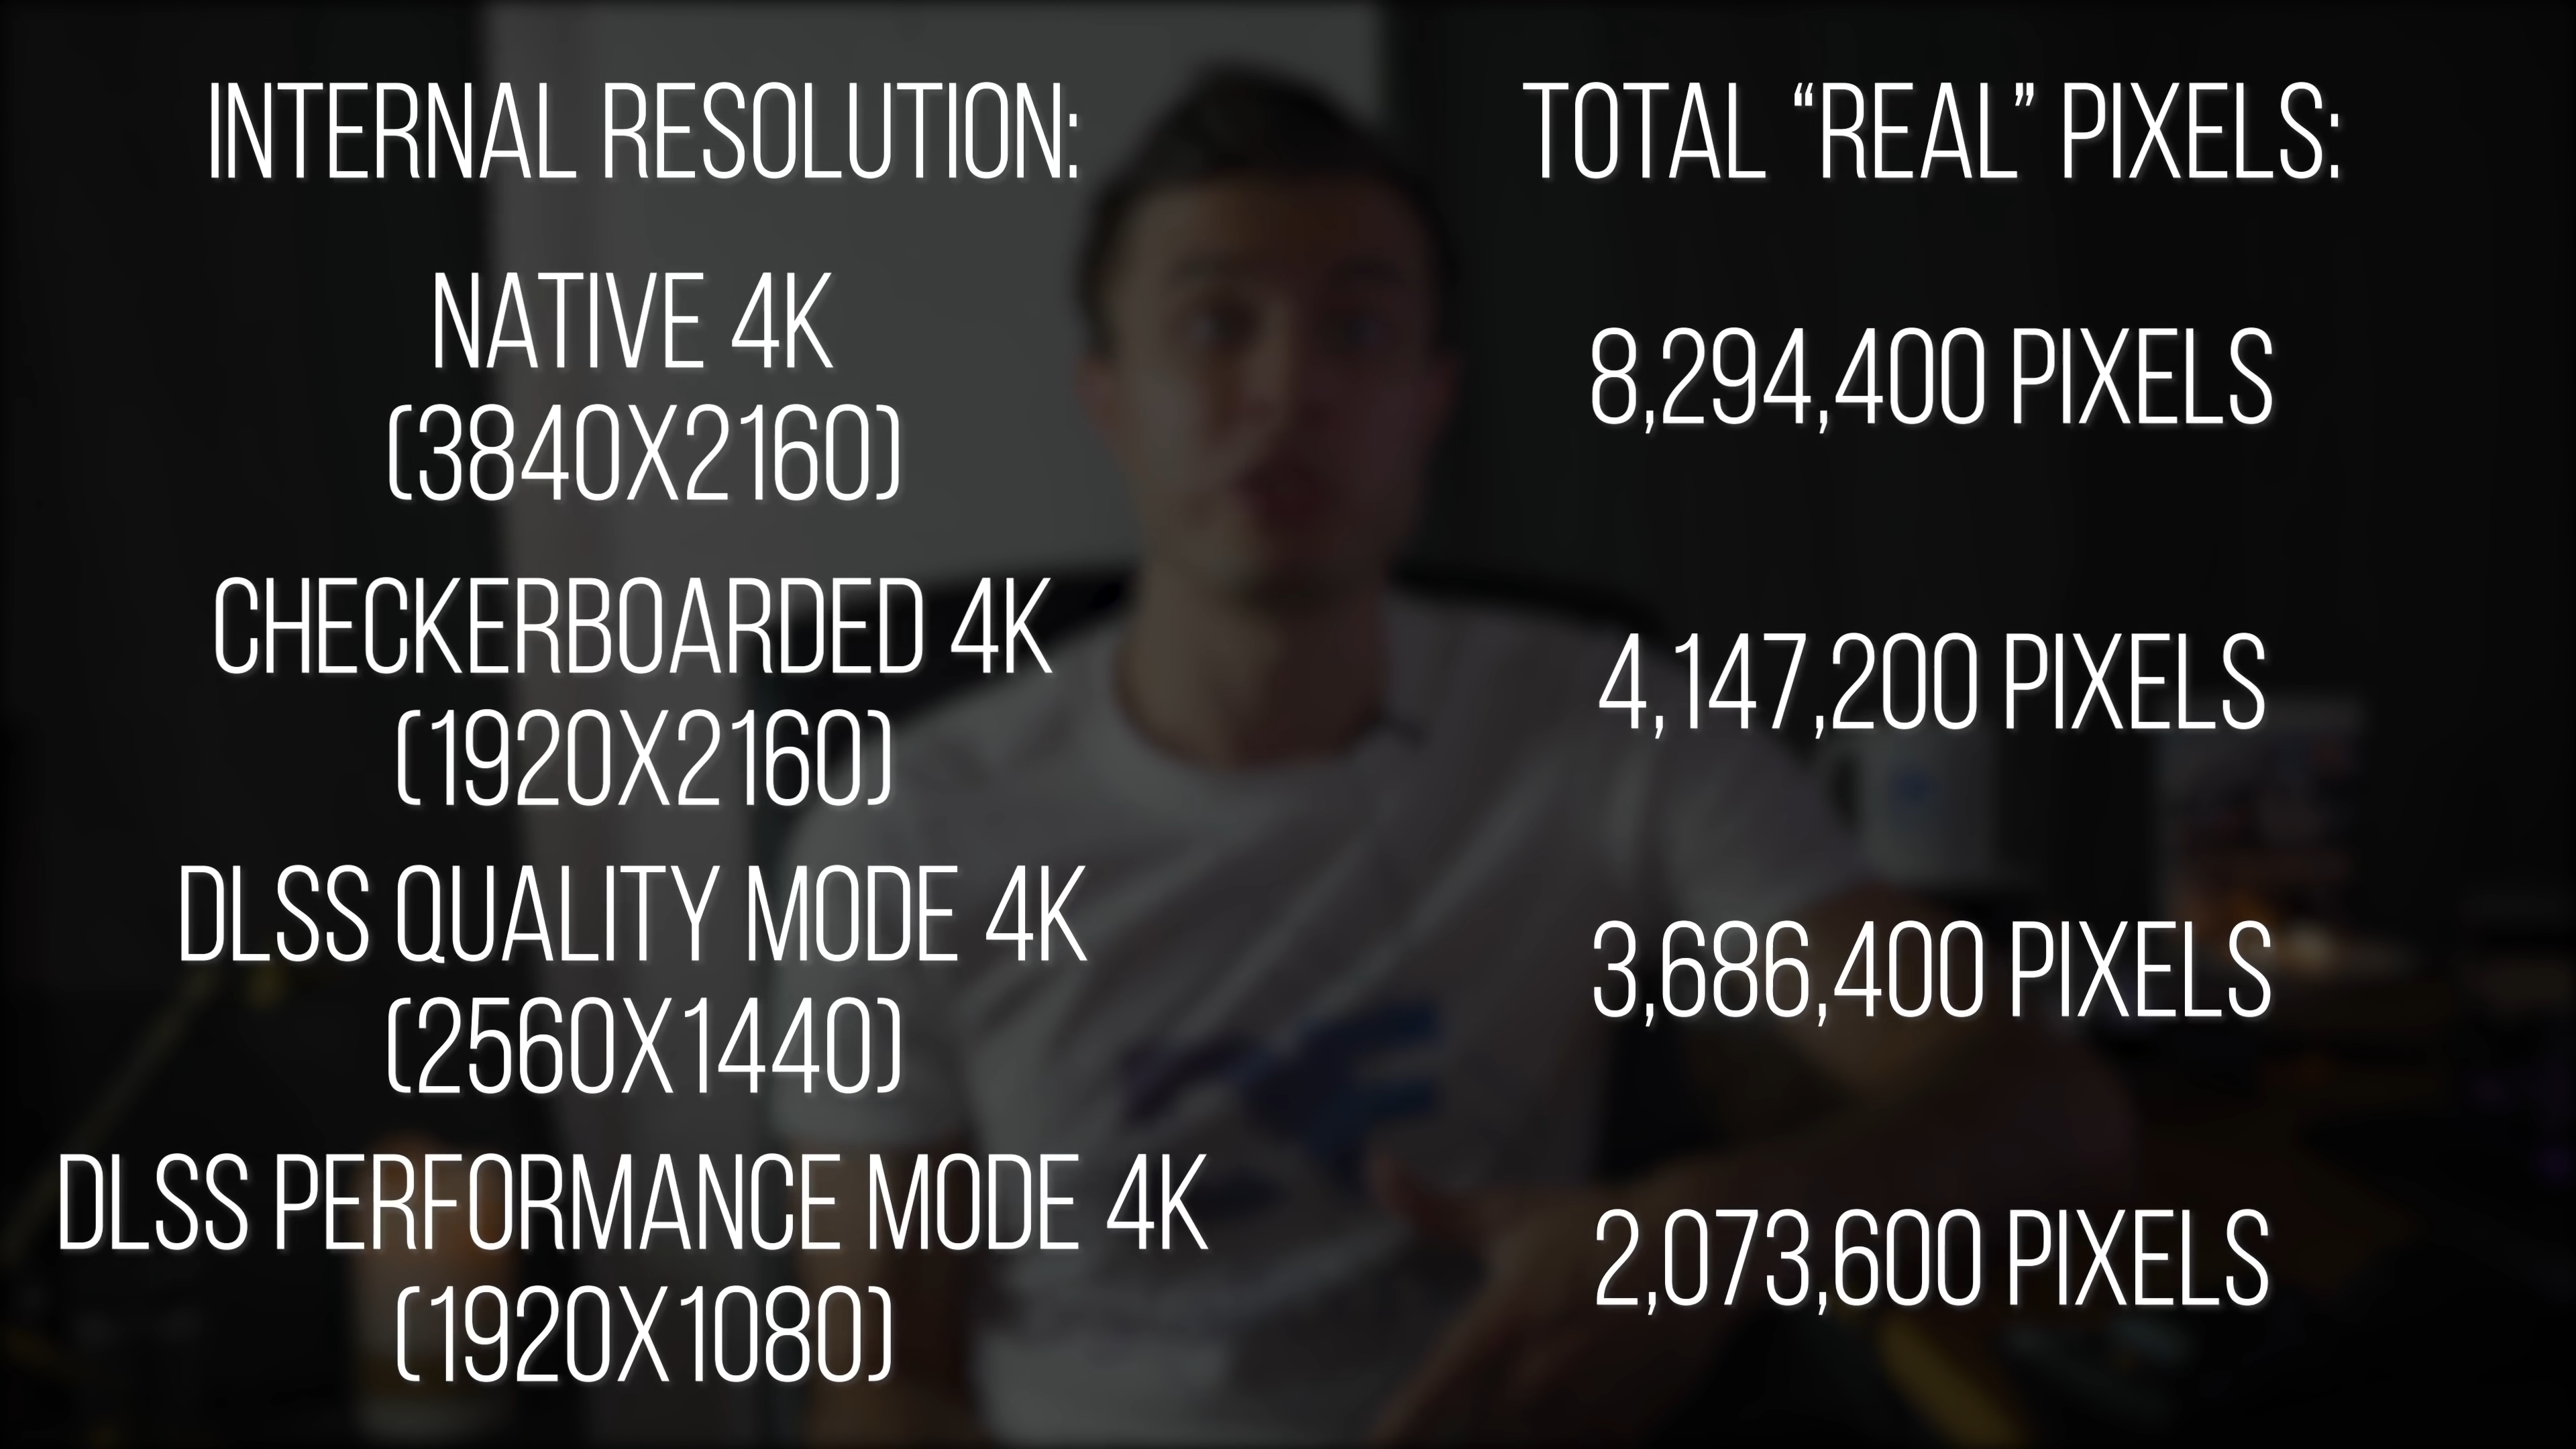 INTERNAL RESOLUTION:
TOTAL “REAL” PIXELS:
NATIVE 4K
(3840X2160)
8,294,400 PIXELS
CHECKERBOARDED 4K
(1920X2160)
4,147,200 PIXELS
DLSS QUALITY MODE 4K
(2560X1440)
3,686,400 PIXELS
DLSS PERFORMANCE MODE 4K
(1920X1080)
2,073,600 PIXELS